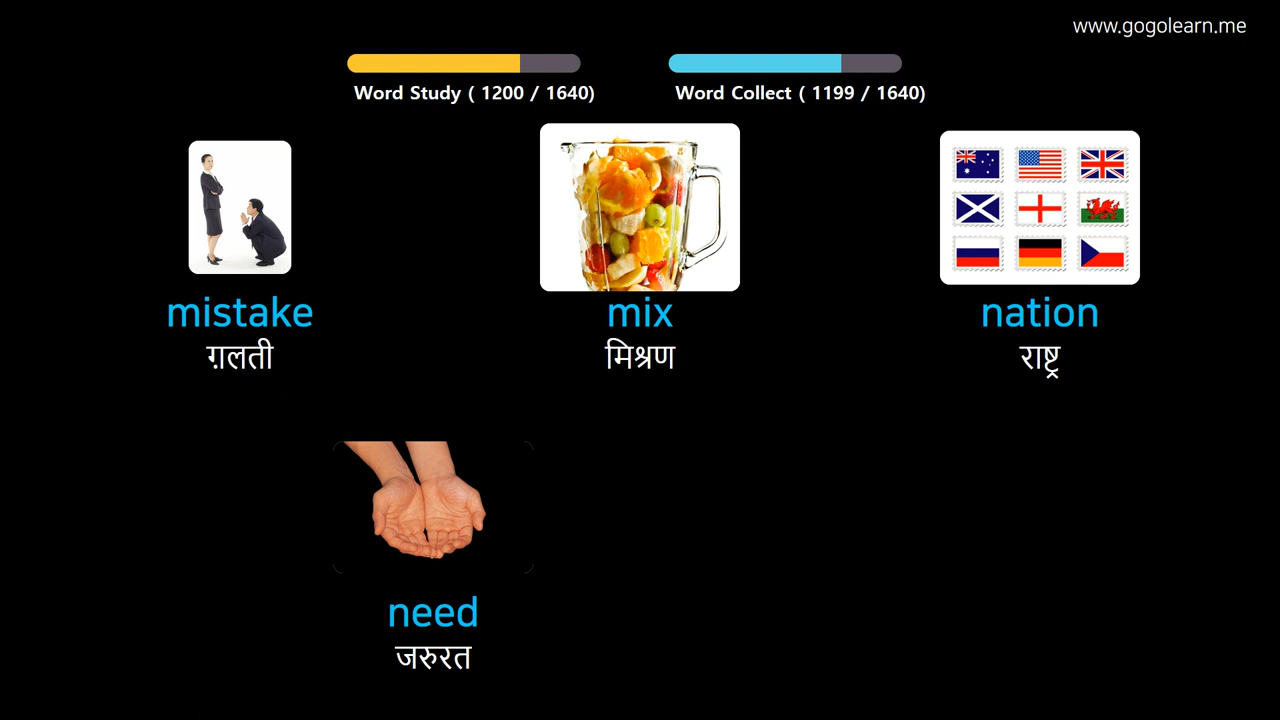 www.gogolearn.me
Word Study ( 1200 / 1640)
Word Collect ( 1199 / 1640)
mistake
ग़लती
mix
मिश्रण
nation
राष्ट्र
need
जरुरत